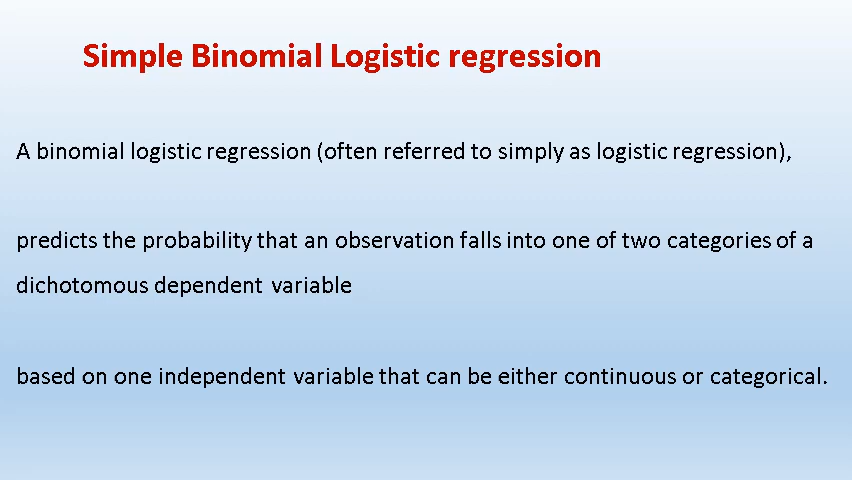 Simple Binomial Logistic regression
A binomial logistic regression (often referred to simply as logistic regression),
predicts the probability that an observation falls into one of two categories of a
dichotomous dependent variable
based on one independent variable that can be either continuous or categorical.